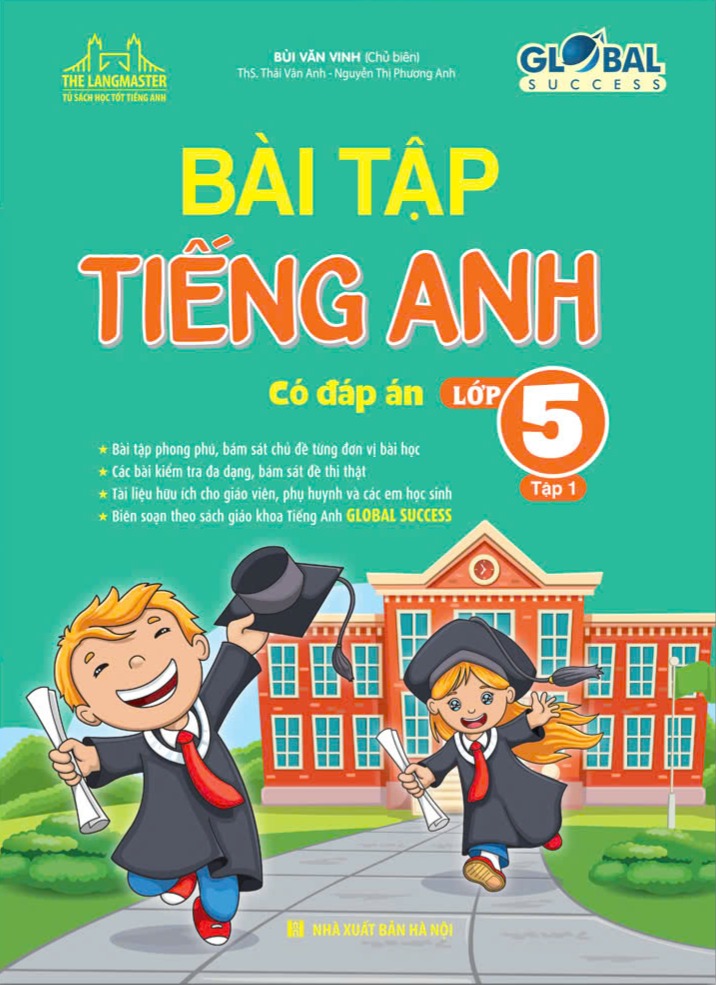 THE LANGMASTER
TỦ SÁCH HỌC TỐT TIẾNG ANH
BÙI VĂN VINH (Chủ biên)
ThS. Thái Vân Anh - Nguyễn Thị Phương Anh
GLOBAL
SUCCESS
BÀI TẬP
TIẾNG ANH
Có đáp án LỚP 5
Tập 1
★ Bài tập phong phú, bám sát chủ đề từng đơn vị bài học
★ Các bài kiểm tra đa dạng, bám sát đề thi thật
★ Tài liệu hữu ích cho giáo viên, phụ huynh và các em học sinh
★ Biên soạn theo sách giáo khoa Tiếng Anh GLOBAL SUCCESS
NHÀ XUẤT BẢN HÀ NỘI